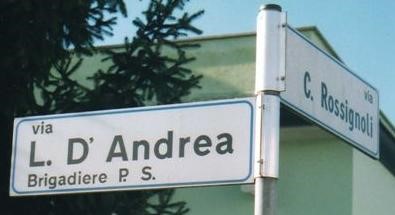 via
L. D' Andrea
Brigadiere P. S.
via
C. Rossignoli